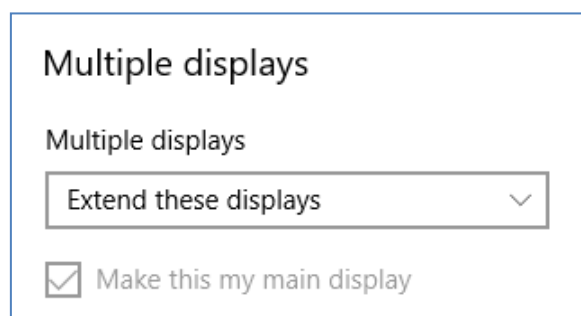 Multiple displays
Multiple displays
Extend these displays
Make this my main display